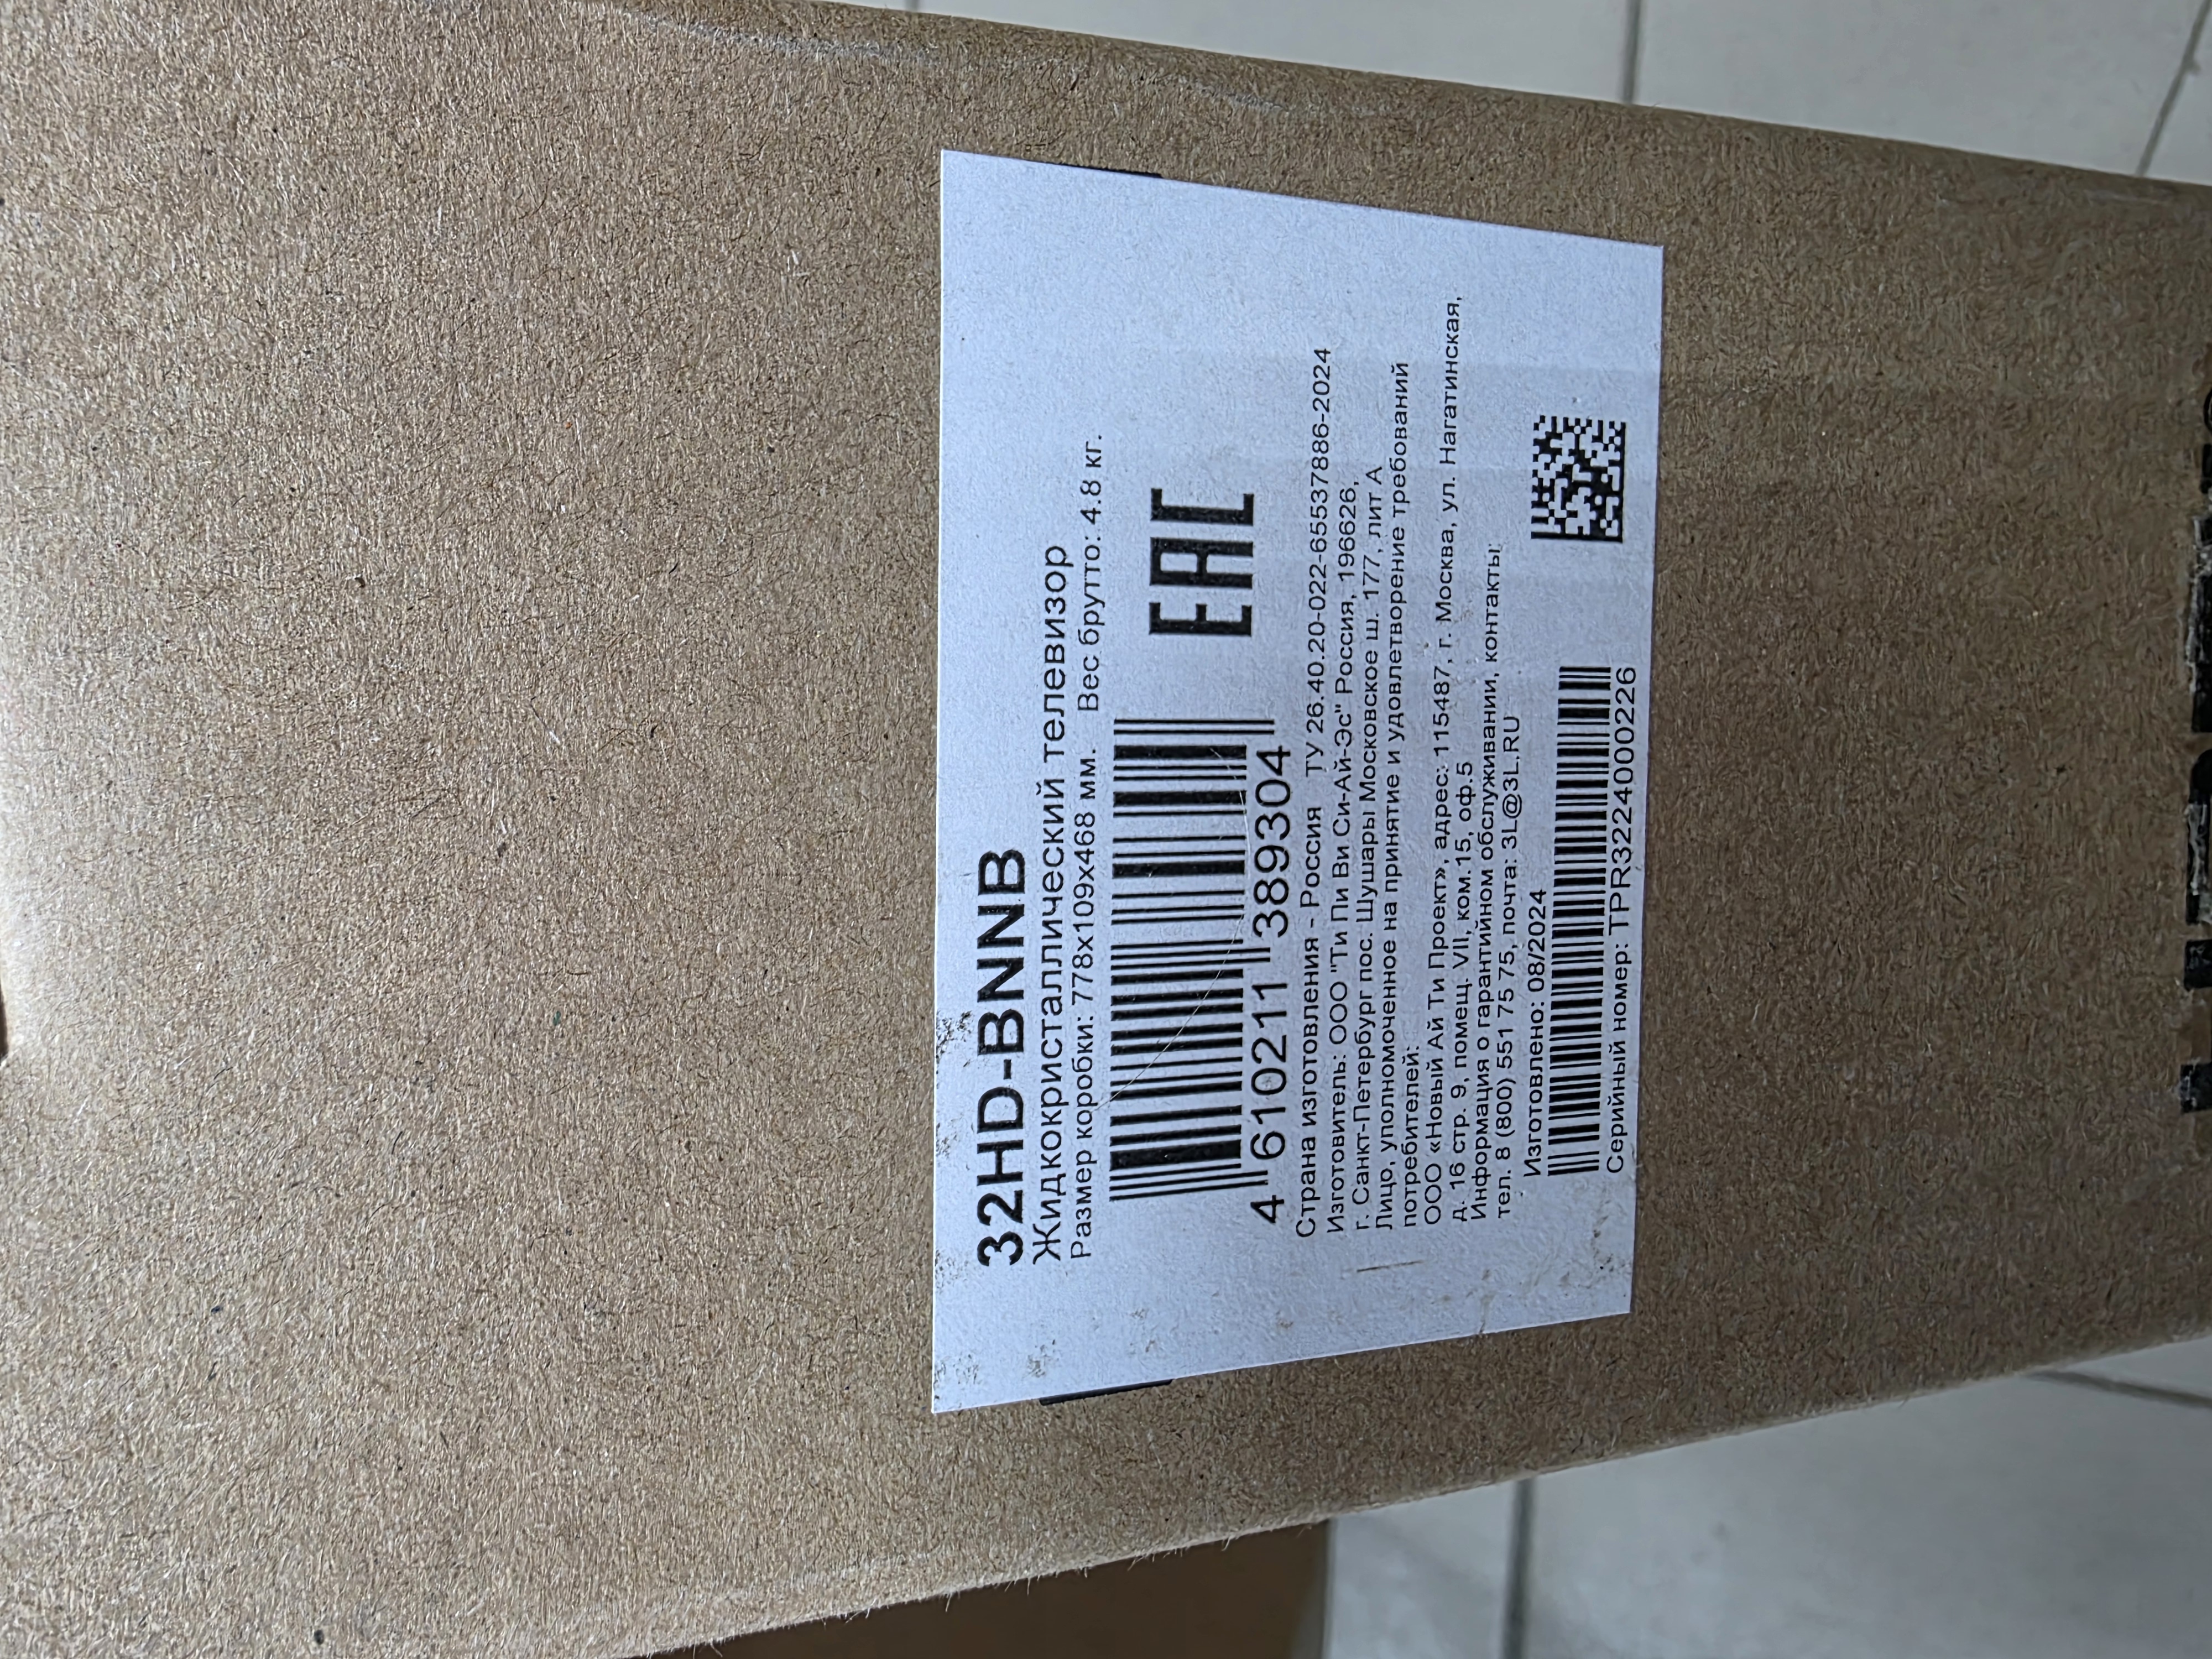 32HD-BNNB
Жидкокристаллический телевизор
Размер коробки: 778x109x468 мм. Вес брутто: 4.8 кг.
EAC
4 610211 389304
Страна изготовления - Россия ТУ 26.40.20-022-65537886-2024
Изготовитель: ООО "Ти Пи Ви Си-Ай-Эс" Россия, 196626,
г. Санкт-Петербург пос. Шушары Московское ш. 177, лит А
Лицо, уполномоченное на принятие и удовлетворение требований
потребителей:
ООО «Новый Ай Ти Проект», адрес: 115487, г. Москва, ул. Нагатинская,
д. 16 стр. 9, помещ. VII, ком.15, оф.5
Информация о гарантийном обслуживании, контакты:
тел. 8 (800) 551 75 75, почта: 3L@3L.RU
Изготовлено: 08/2024
Серийный номер: TPR322400​0226